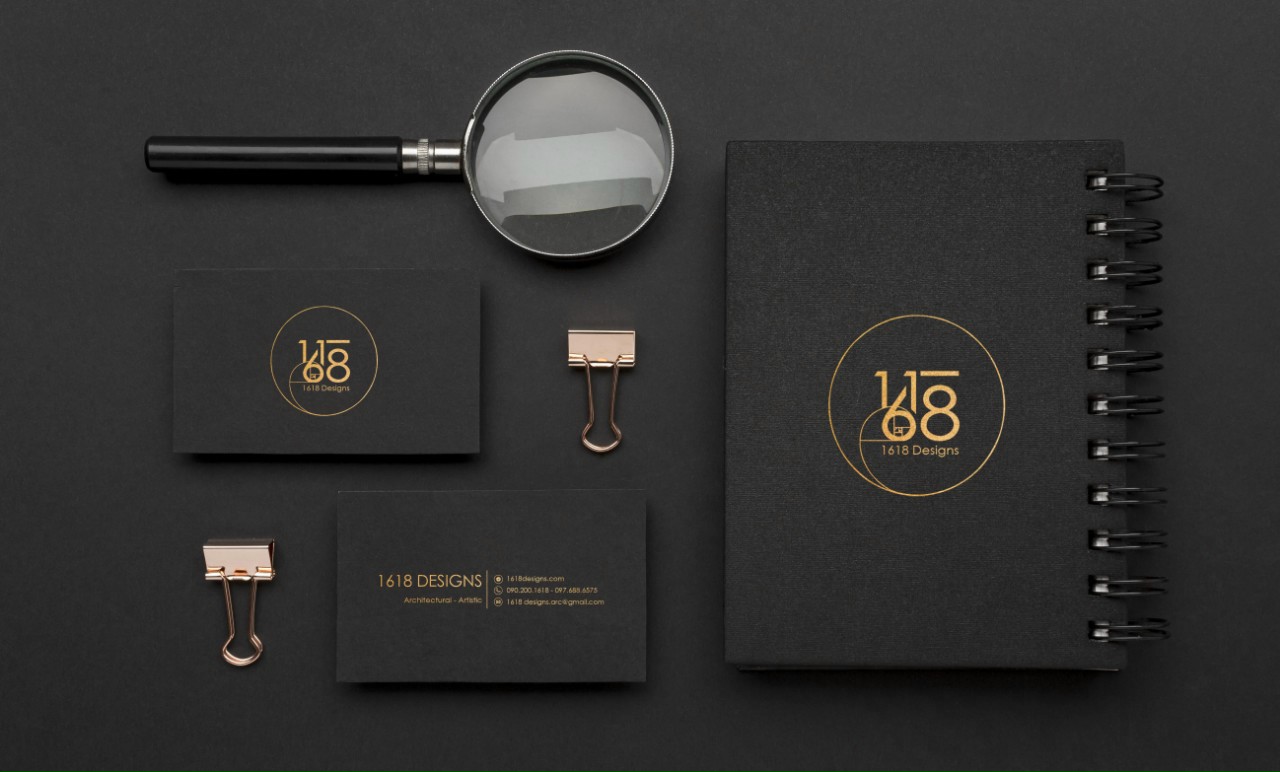 1618
1618 Designs
1618
1618 Designs
1618 DESIGNS
Architectural - Artistic
1618designs.com
090.200.1618 - 097.688.6575
1618.designs.arc@gmail.com